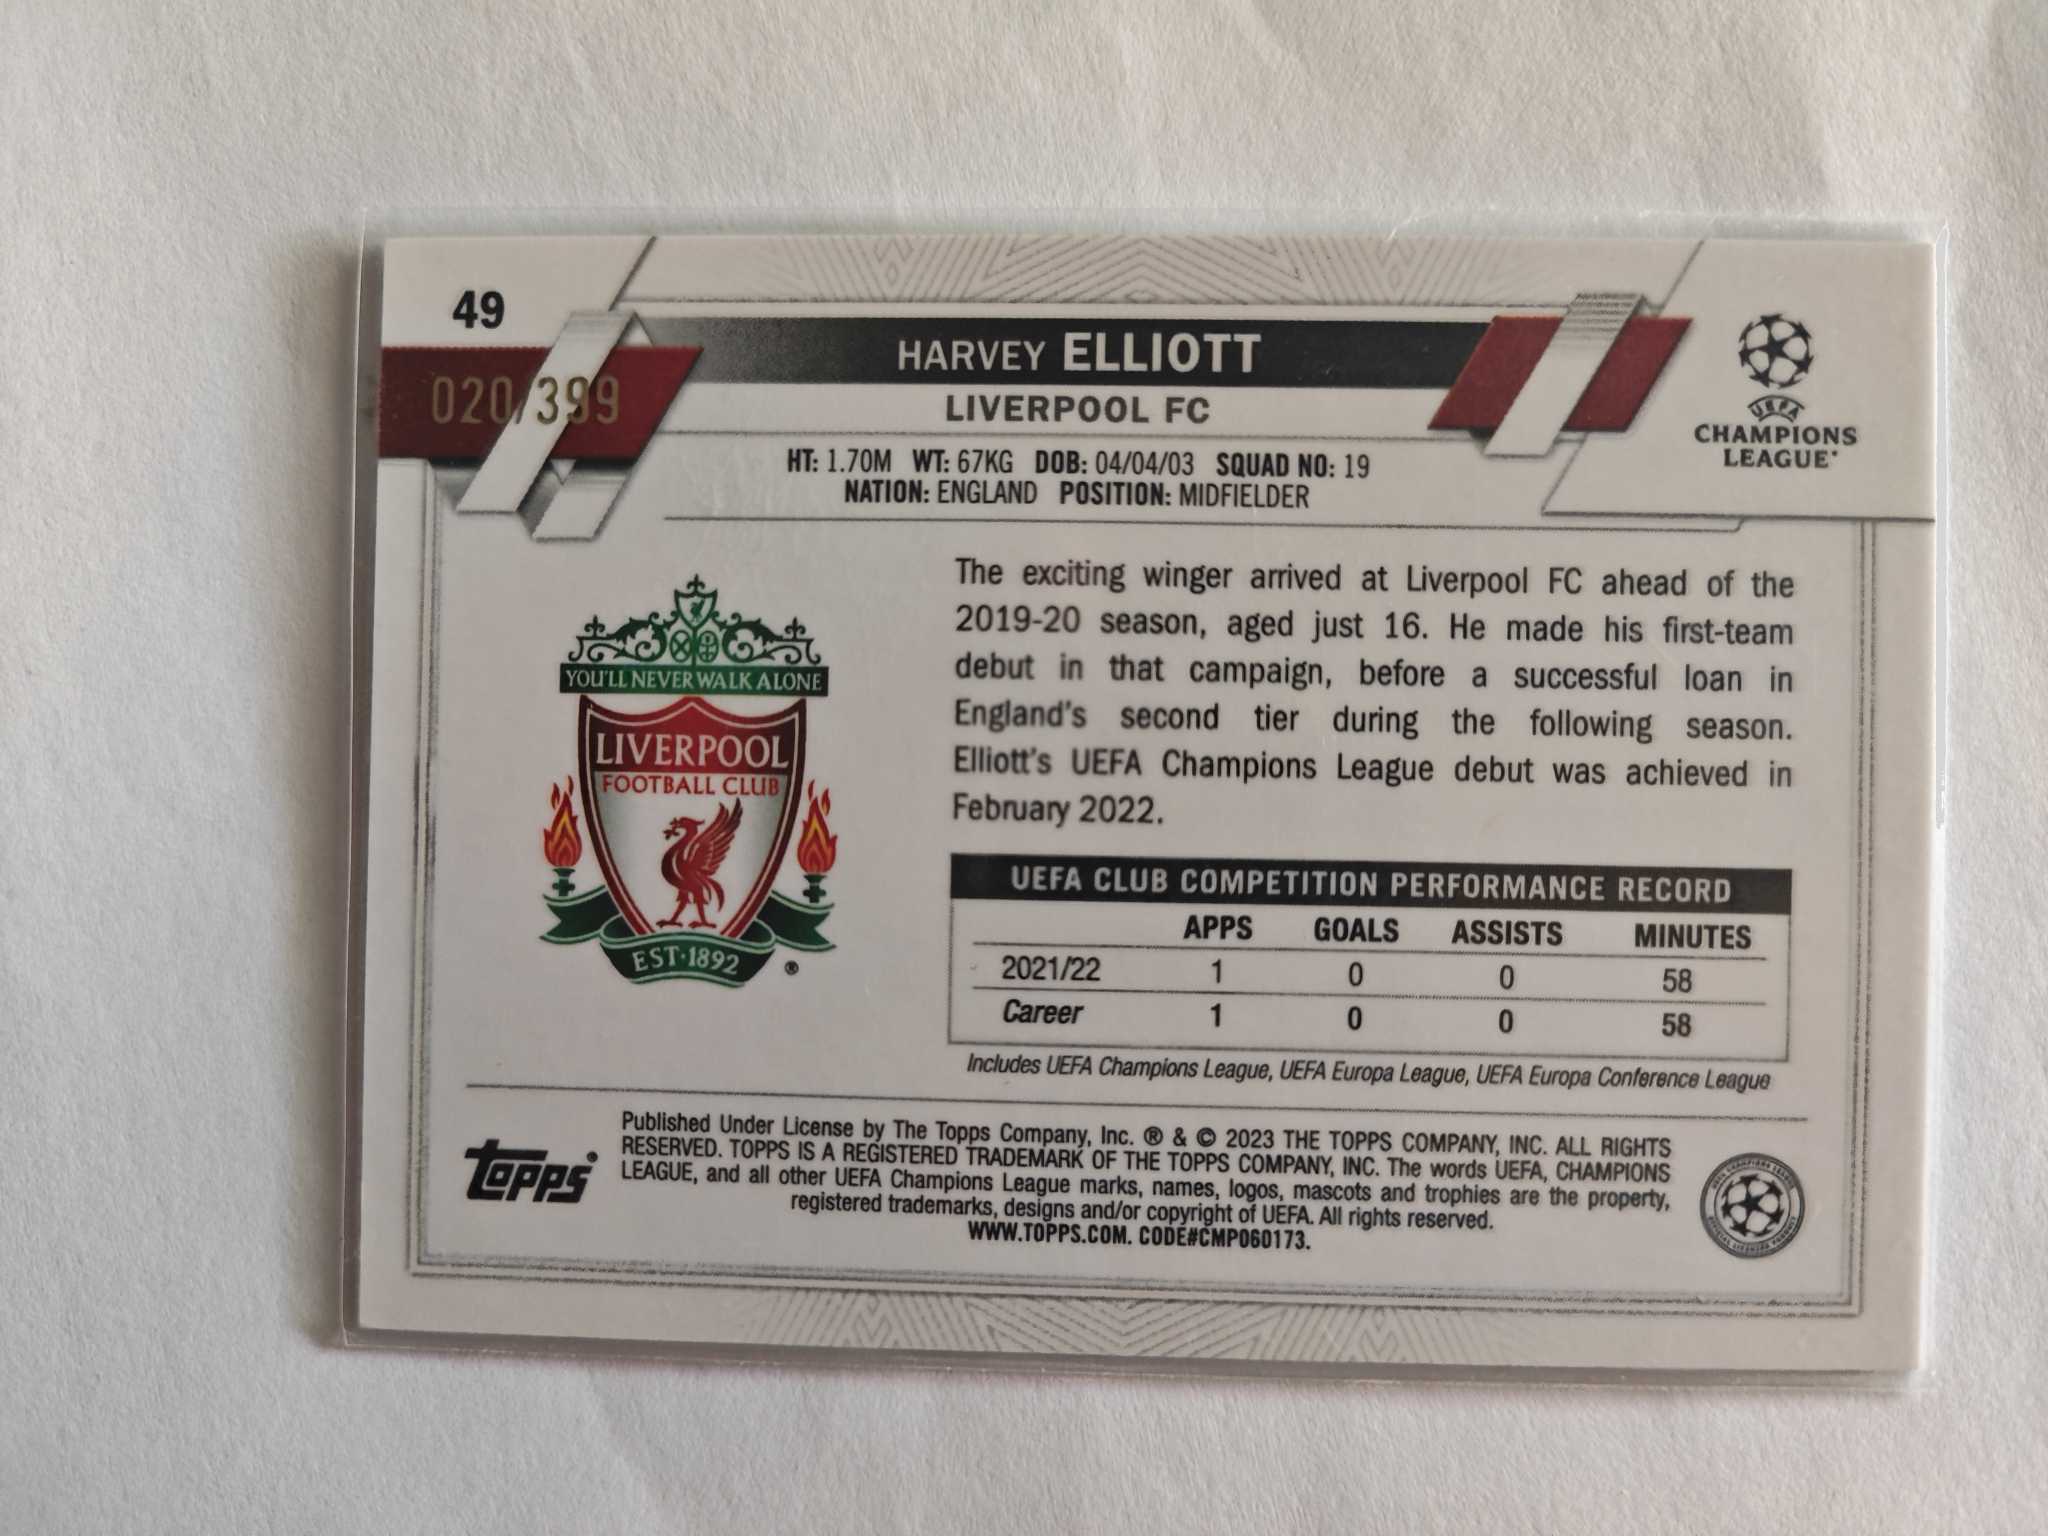 49
020/399
HARVEY ELLIOTT
LIVERPOOL FC
HT: 1.70M WT: 67KG DOB: 04/04/03 SQUAD NO: 19
NATION: ENGLAND POSITION: MIDFIELDER
UEFA
CHAMPIONS
LEAGUE
YOU'LL NEVER WALK ALONE
LIVERPOOL
FOOTBALL CLUB
EST·1892
®
The exciting winger arrived at Liverpool FC ahead of the
2019-20 season, aged just 16. He made his first-team
debut in that campaign, before a successful loan in
England's second tier during the following season.
Elliott's UEFA Champions League debut was achieved in
February 2022.
UEFA CLUB COMPETITION PERFORMANCE RECORD
APPS GOALS ASSISTS MINUTES
2021/22 1 0 0 58
Career 1 0 0 58
Includes UEFA Champions League, UEFA Europa League, UEFA Europa Conference League
topps®
Published Under License by The Topps Company, Inc. ® & © 2023 THE TOPPS COMPANY, INC. ALL RIGHTS
RESERVED. TOPPS IS A REGISTERED TRADEMARK OF THE TOPPS COMPANY, INC. The words UEFA, CHAMPIONS
LEAGUE, and all other UEFA Champions League marks, names, logos, mascots and trophies are the property,
registered trademarks, designs and/or copyright of UEFA. All rights reserved.
WWW.TOPPS.COM. CODE#CMP060173.